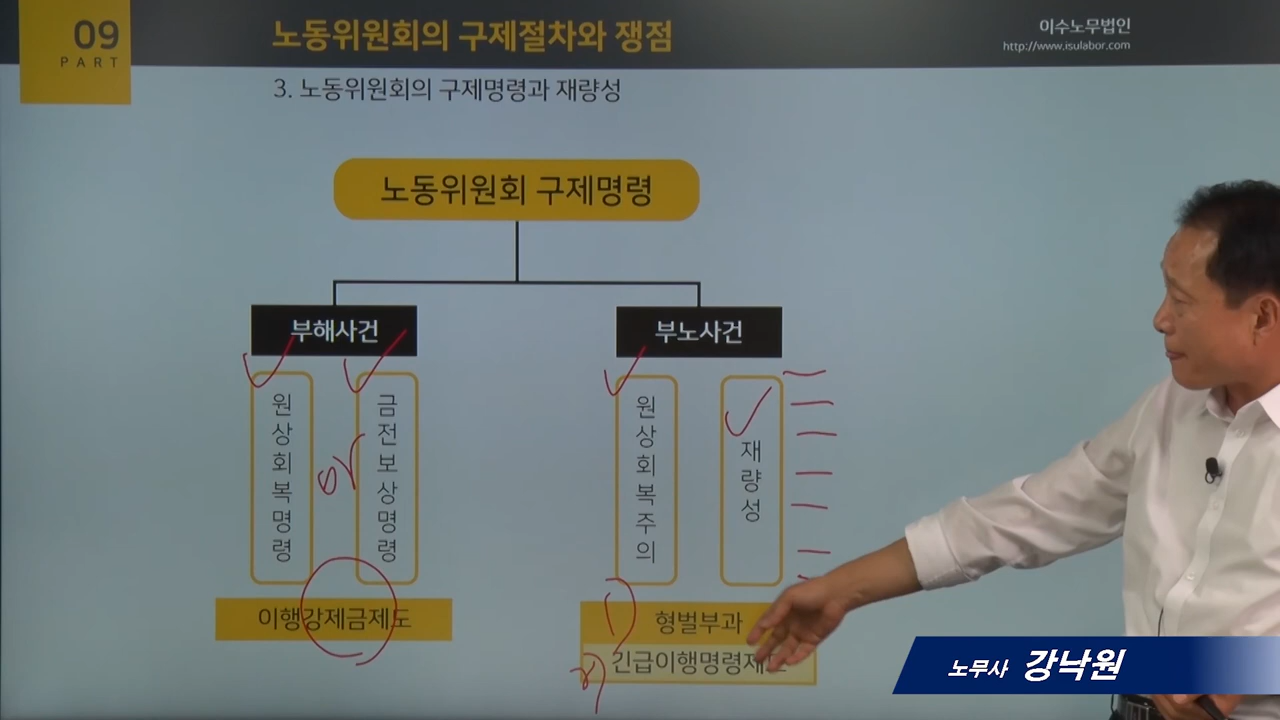 09
PART
노동위원회의 구제절차와 쟁점
이수노무법인
http://www.isulabor.com
3. 노동위원회의 구제명령과 재량성
노동위원회 구제명령
부해사건
부노사건
원상회복명령
or
금전보상명령
원상회복주의
재량성
이행강제금제도
1)
형벌부과
2)
긴급이행명령제도
노무사 강낙원